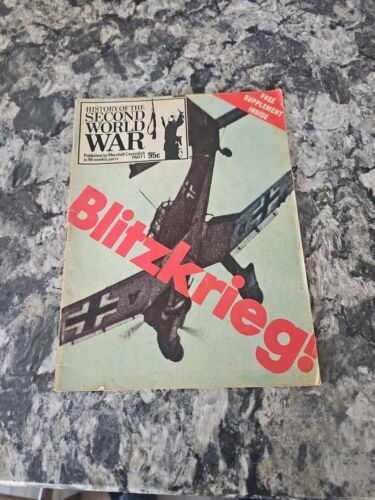 HISTORY OF THE
SECOND
WORLD
WAR
Published by Marshall Cavendish
in 96 weekly parts
PART 1
95c
FREE
SUPPLEMENT
INSIDE
Blitzkrieg!